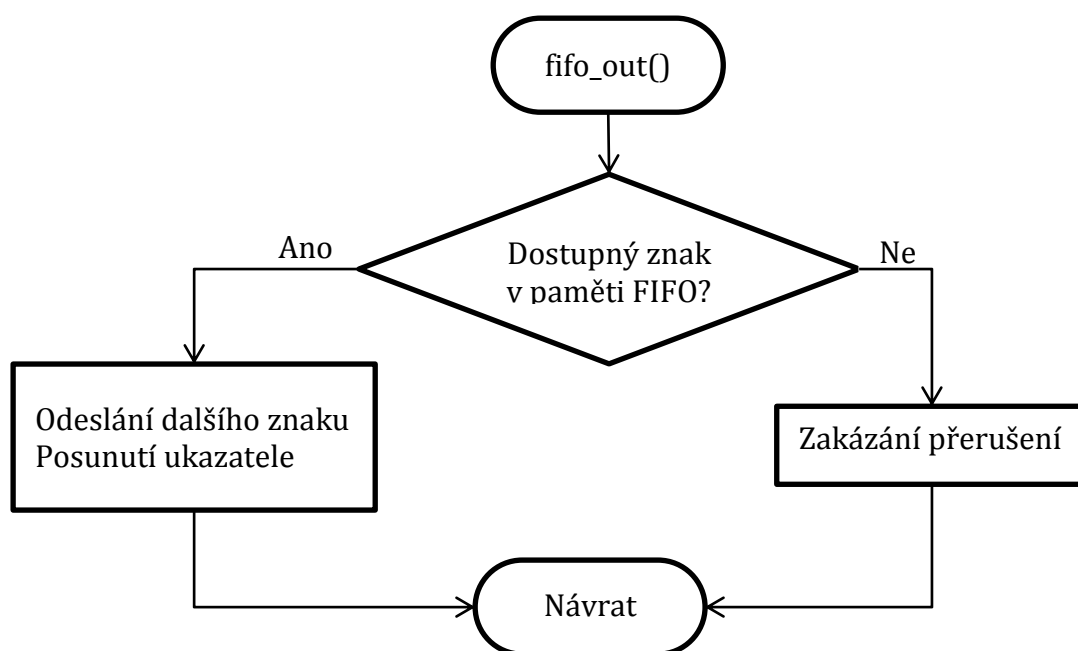 fifo_out()
Ano
Dostupný znak
Ne
v paměti FIFO?
Odeslání dalšího znaku
Posunutí ukazatele
Zakázání přerušení
Návrat